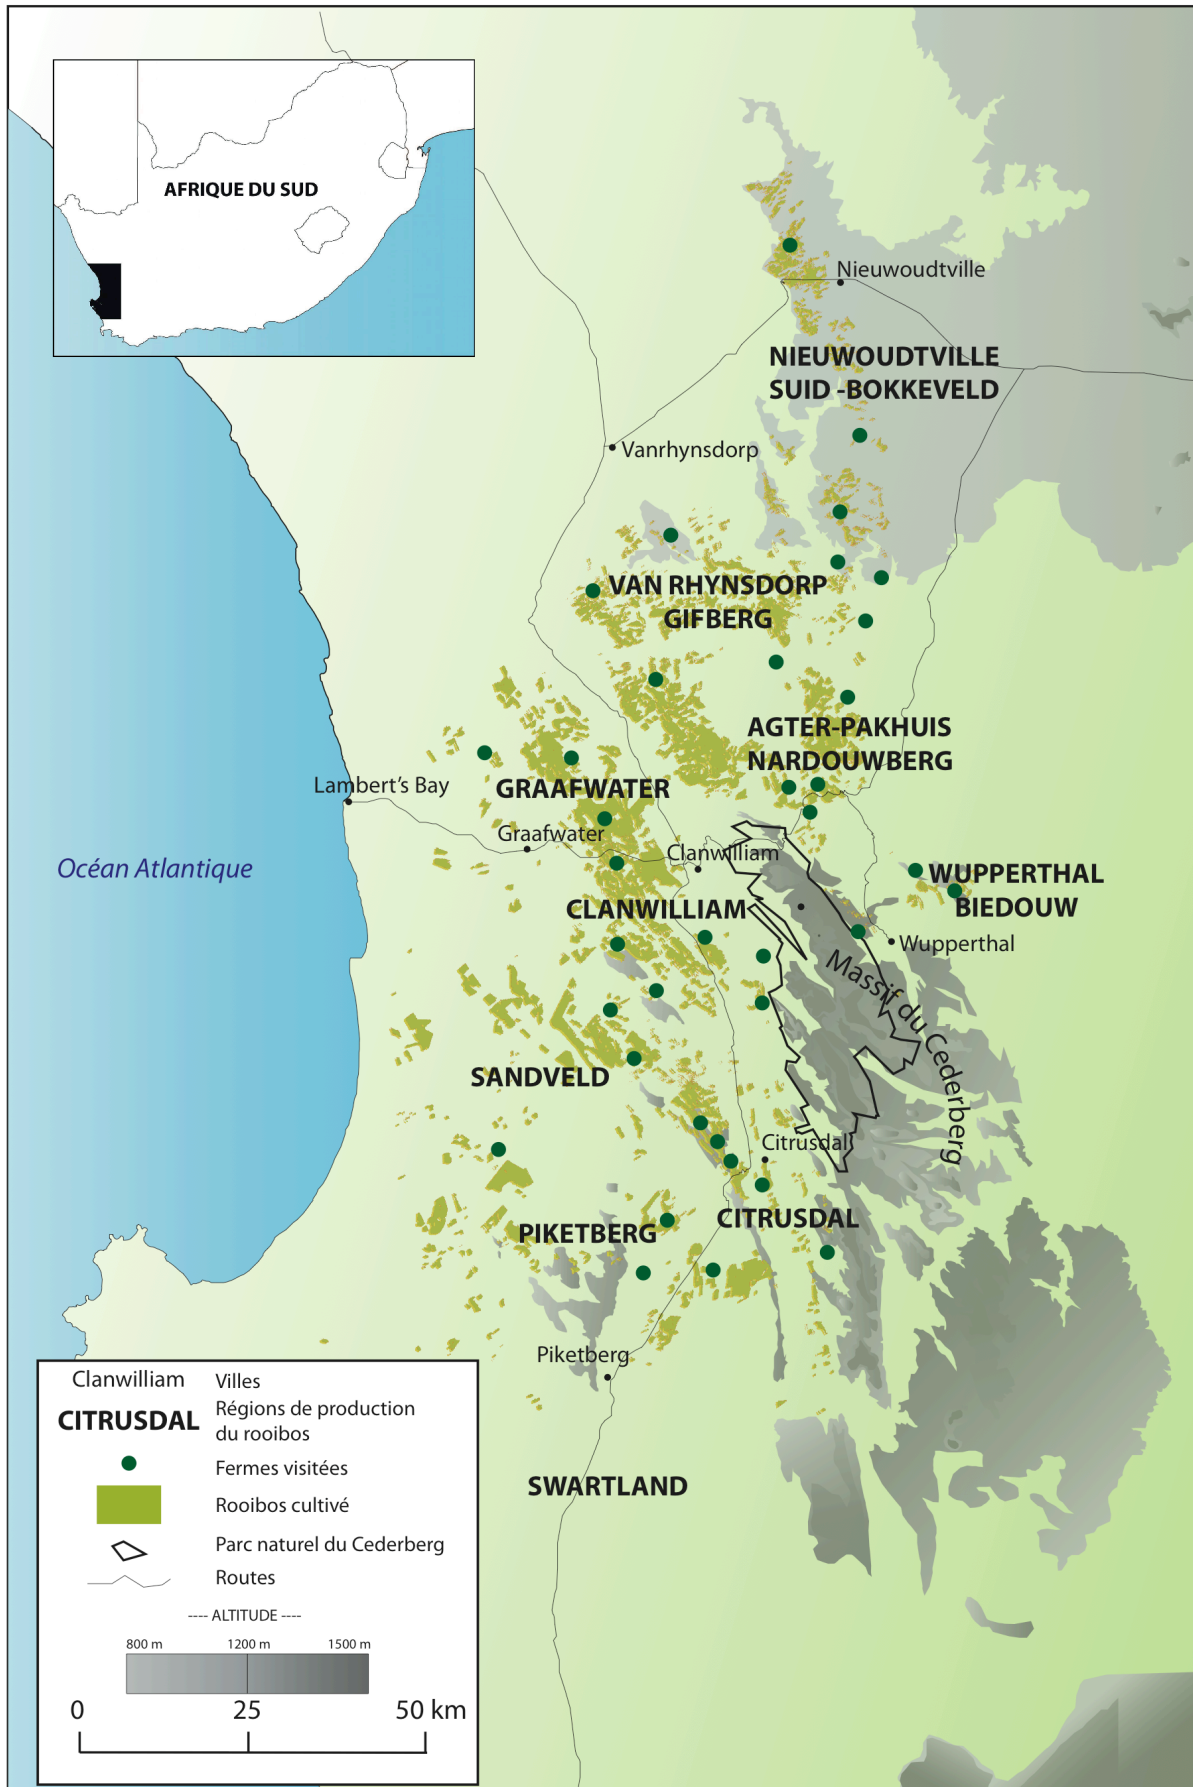 AFRIQUE DU SUD
Nieuwoudtville
NIEUWOUDTVILLE
SUID -BOKKEVELD
Vanrhynsdorp
VAN RHYNSDORP
GIFBERG
AGTER-PAKHUIS
NARDOUWBERG
Lambert's Bay
GRAAFWATER
Graafwater
Clanwilliam
Océan Atlantique
WUPPERTHAL
BIEDOUW
CLANWILLIAM
Wupperthal
Massif du Cederberg
SANDVELD
Citrusdal
CITRUSDAL
PIKETBERG
Piketberg
SWARTLAND
Clanwilliam Villes
CITRUSDAL Régions de production
du rooibos
Fermes visitées
Rooibos cultivé
Parc naturel du Cederberg
Routes
---- ALTITUDE ----
800 m 1200 m 1500 m
0 25 50 km